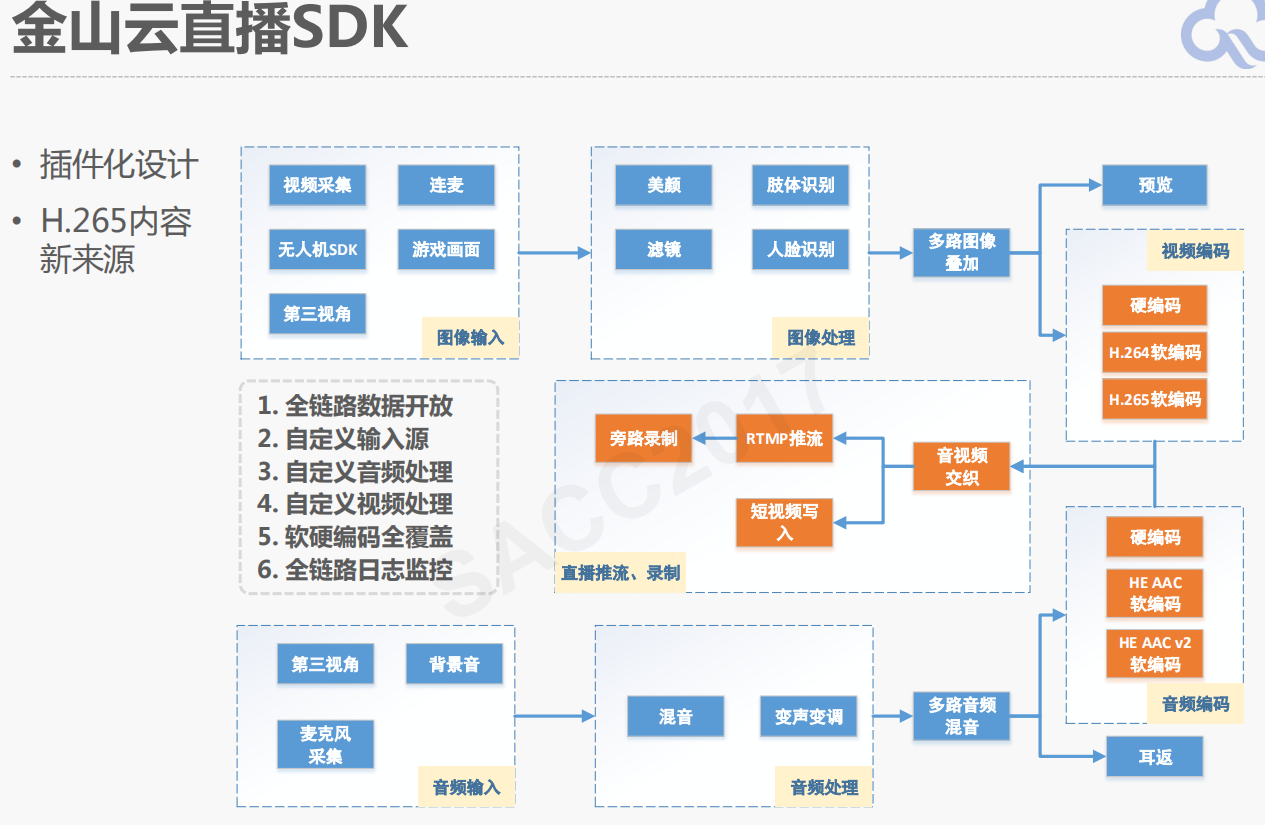 金山云直播SDK
• 插件化设计
• H.265内容
新来源
视频采集
连麦
无人机SDK
游戏画面
第三视角
图像输入
美颜
肢体识别
滤镜
人脸识别
图像处理
多路图像
叠加
预览
视频编码
硬编码
H.264软编码
H.265软编码
1. 全链路数据开放
2. 自定义输入源
3. 自定义音频处理
4. 自定义视频处理
5. 软硬编码全覆盖
6. 全链路日志监控
旁路录制
RTMP推流
音视频
交织
短视频写
入
直播推流、录制
SACC2017
第三视角
背景音
麦克风
采集
音频输入
混音
变声变调
音频处理
多路音频
混音
硬编码
HE AAC
软编码
HE AAC v2
软编码
音频编码
耳返